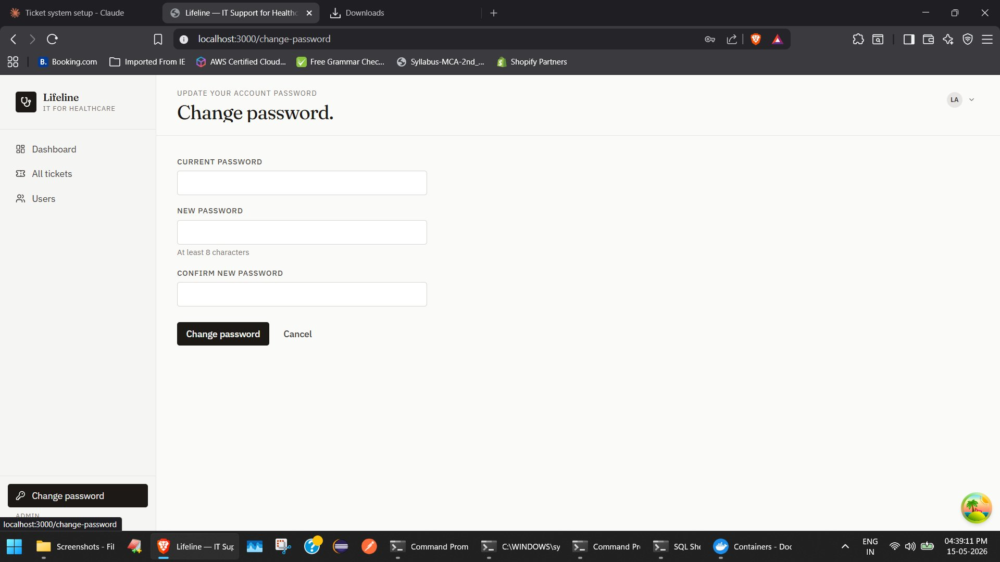 Ticket system setup - Claude
Lifeline — IT Support for Healthc
Downloads
localhost:3000/change-password
B. Booking.com
Imported From IE
AWS Certified Cloud...
Free Grammar Chec...
Syllabus-MCA-2nd_...
Shopify Partners
Lifeline
IT FOR HEALTHCARE
UPDATE YOUR ACCOUNT PASSWORD
Change password.
LA
Dashboard
All tickets
Users
CURRENT PASSWORD
NEW PASSWORD
At least 8 characters
CONFIRM NEW PASSWORD
Change password
Cancel
Change password
ADMIN
localhost:3000/change-password
Screenshots - Fil
Lifeline — IT Sup
Command Prom
C:\WINDOWS\sy
Command Pr
SQL She
Containers - Doc
ENG
IN
04:39:11 PM
15-05-2026